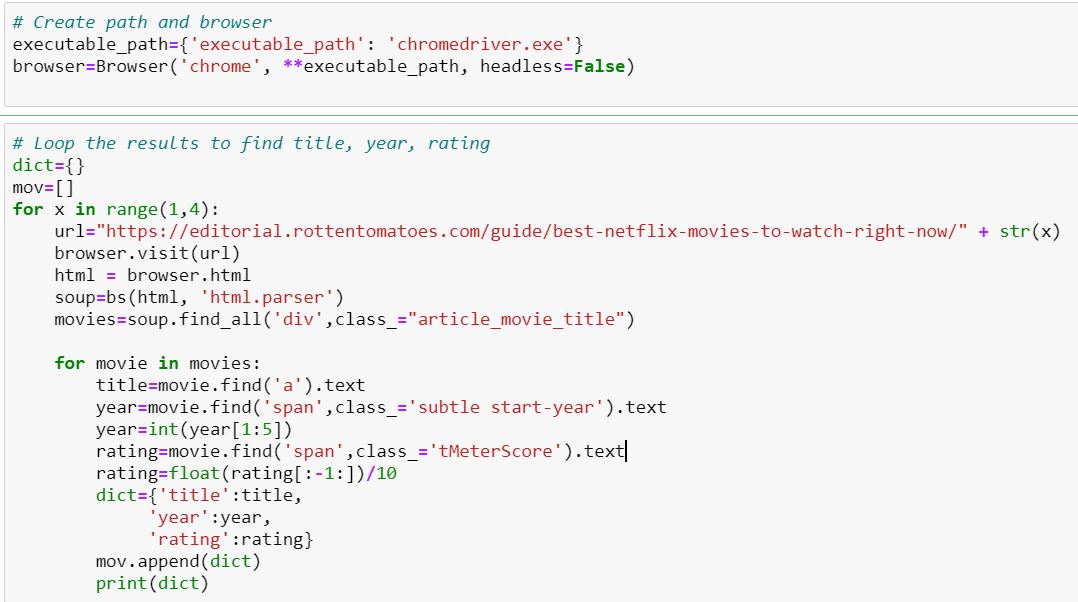 # Create path and browser
executable_path={'executable_path': 'chromedriver.exe'}
browser=Browser('chrome', **executable_path, headless=False)
# Loop the results to find title, year, rating
dict={}
mov=[]
for x in range(1,4):
    url="https://editorial.rottentomatoes.com/guide/best-netflix-movies-to-watch-right-now/" + str(x)
    browser.visit(url)
    html = browser.html
    soup=bs(html, 'html.parser')
    movies=soup.find_all('div',class_="article_movie_title")
    for movie in movies:
        title=movie.find('a').text
        year=movie.find('span',class_='subtle start-year').text
        year=int(year[1:5])
        rating=movie.find('span',class_='tMeterScore').text
        rating=float(rating[:-1:])/10
        dict={'title':title,
             'year':year,
             'rating':rating}
        mov.append(dict)
        print(dict)